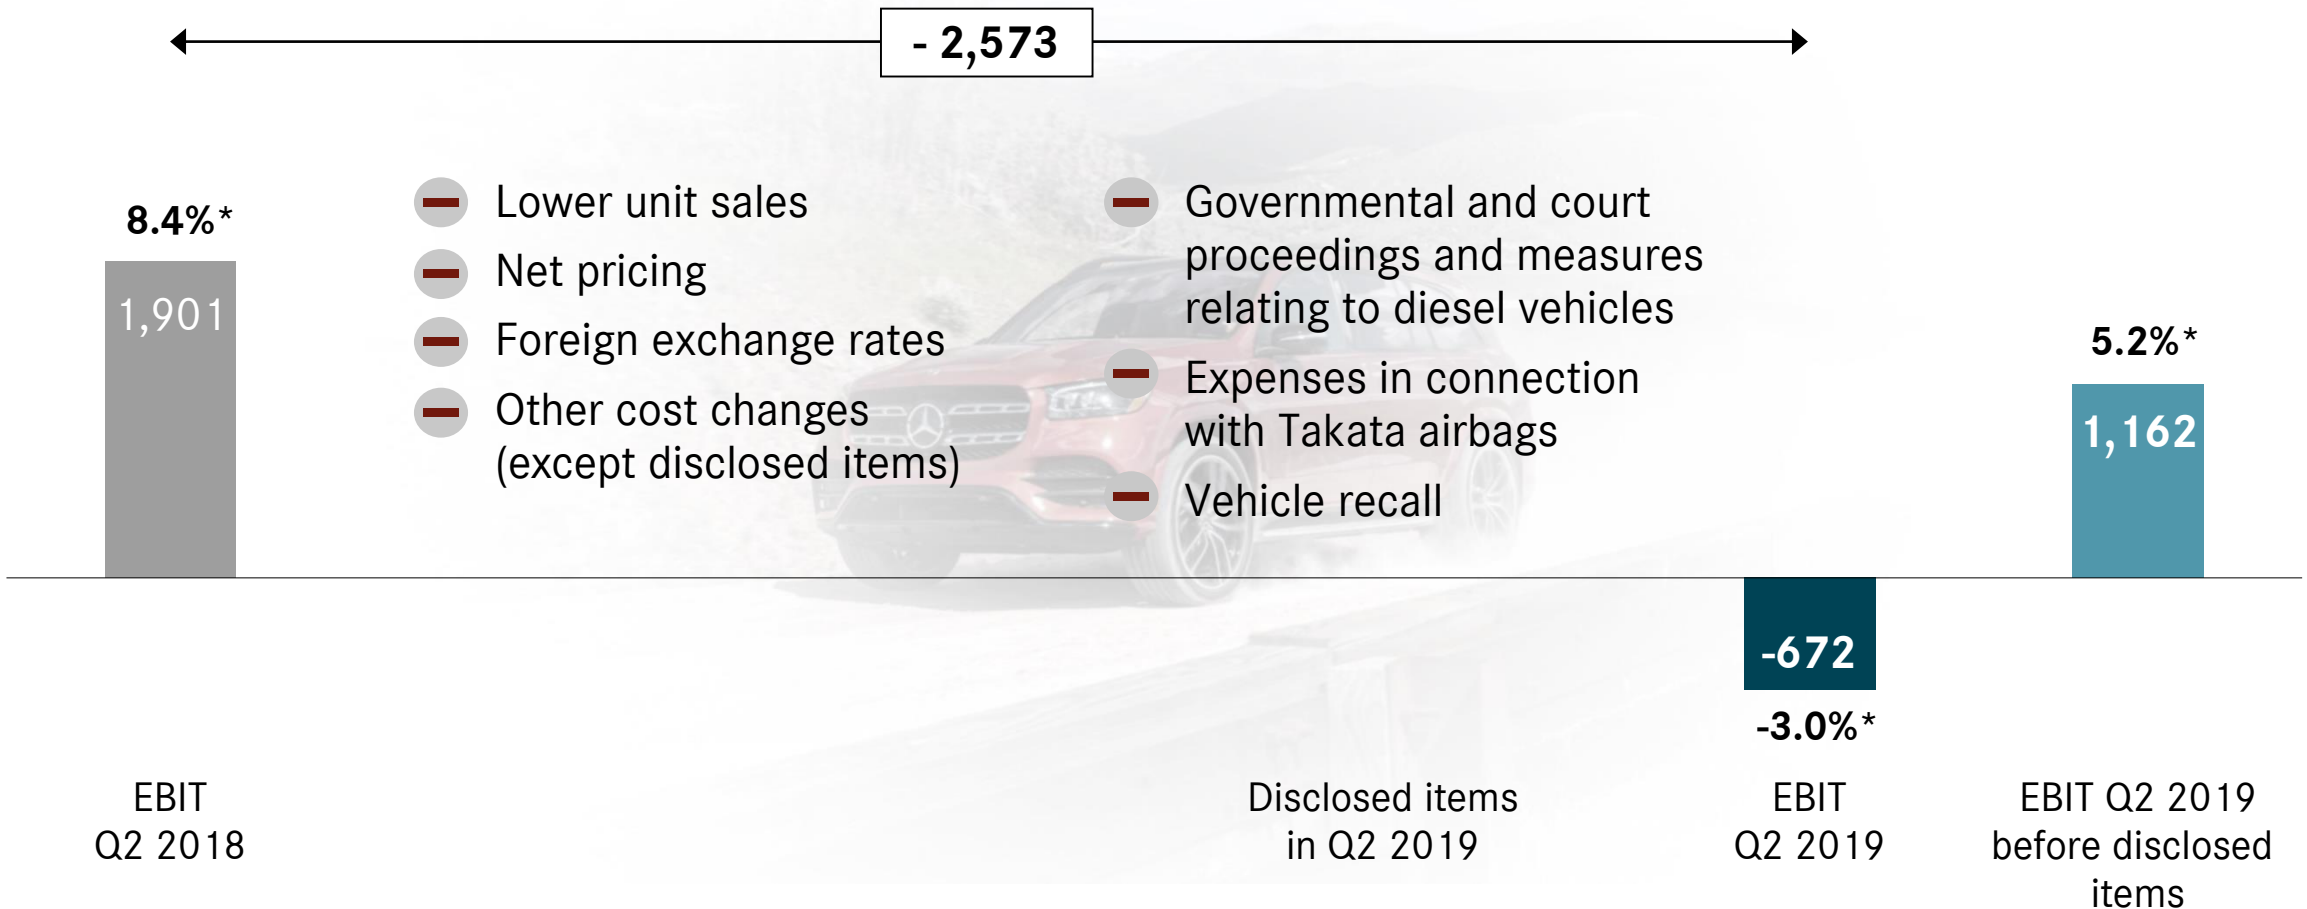 - 2,573
8.4%*
1,901
Lower unit sales
Net pricing
Foreign exchange rates
Other cost changes
(except disclosed items)
Governmental and court
proceedings and measures
relating to diesel vehicles
Expenses in connection
with Takata airbags
Vehicle recall
5.2%*
1,162
-672
-3.0%*
EBIT
Q2 2018
Disclosed items
in Q2 2019
EBIT
Q2 2019
EBIT Q2 2019
before disclosed
items